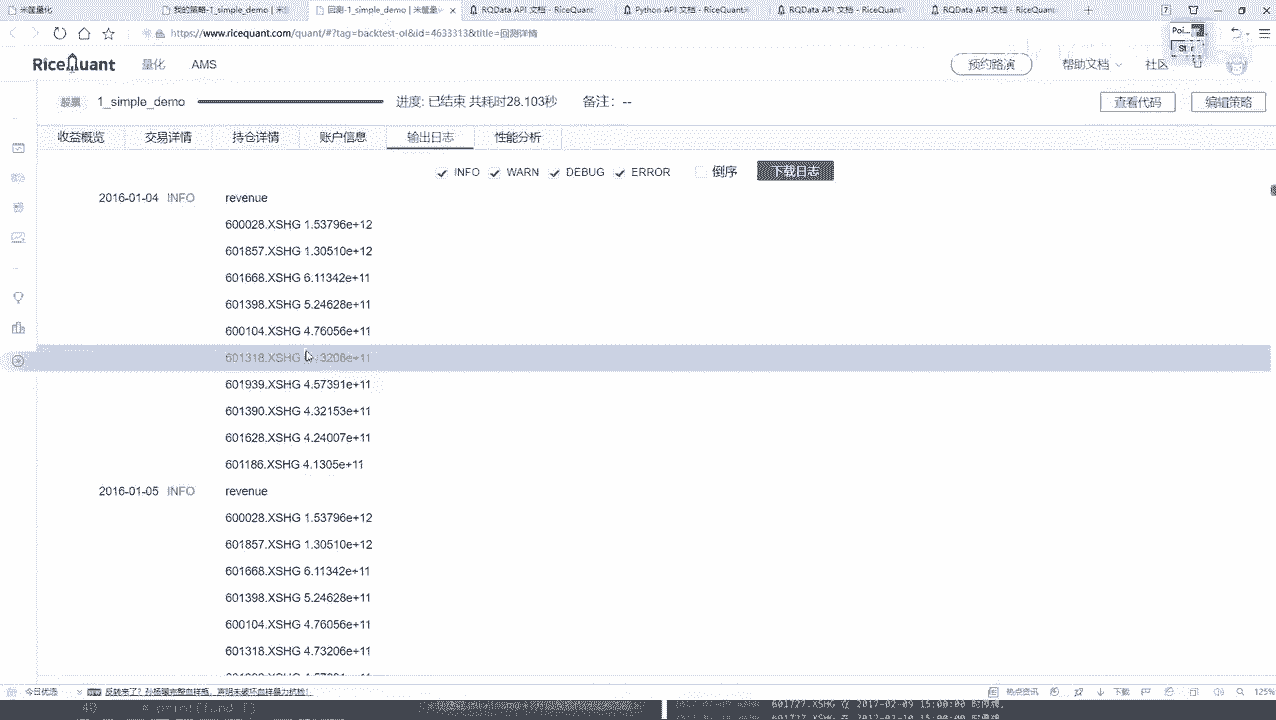 米筐量化 我的策略-1_simple_demo | 米 回测-1_simple_demo | 米筐量 RQData API 文档 - RiceQuant Python API 文档 - RiceQuant RQData API 文档 - RiceQuant RQData API 文档 - RiceQuant
https://www.ricequant.com/quant/#?tag=backtest-ol&id=4633313&title=回测详情
RiceQuant 量化 AMS 预约路演 帮助文档 社区
股票 1_simple_demo 进度: 已结束 共耗时28.103秒 备注: -- 查看代码 编辑策略
收益概览 交易详情 持仓详情 账户信息 输出日志 性能分析
INFO WARN DEBUG ERROR 倒序 下载日志
2016-01-04 INFO revenue
600028.XSHG 1.53796e+12
601857.XSHG 1.30510e+12
601668.XSHG 6.11342e+11
601398.XSHG 5.24628e+11
600104.XSHG 4.76056e+11
601318.XSHG 4.73206e+11
601939.XSHG 4.57391e+11
601390.XSHG 4.32153e+11
601628.XSHG 4.24007e+11
601186.XSHG 4.1305e+11
2016-01-05 INFO revenue
600028.XSHG 1.53796e+12
601857.XSHG 1.30510e+12
601668.XSHG 6.11342e+11
601398.XSHG 5.24628e+11
600104.XSHG 4.76056e+11
601318.XSHG 4.73206e+11
今日优选 热点资讯 下载 125%